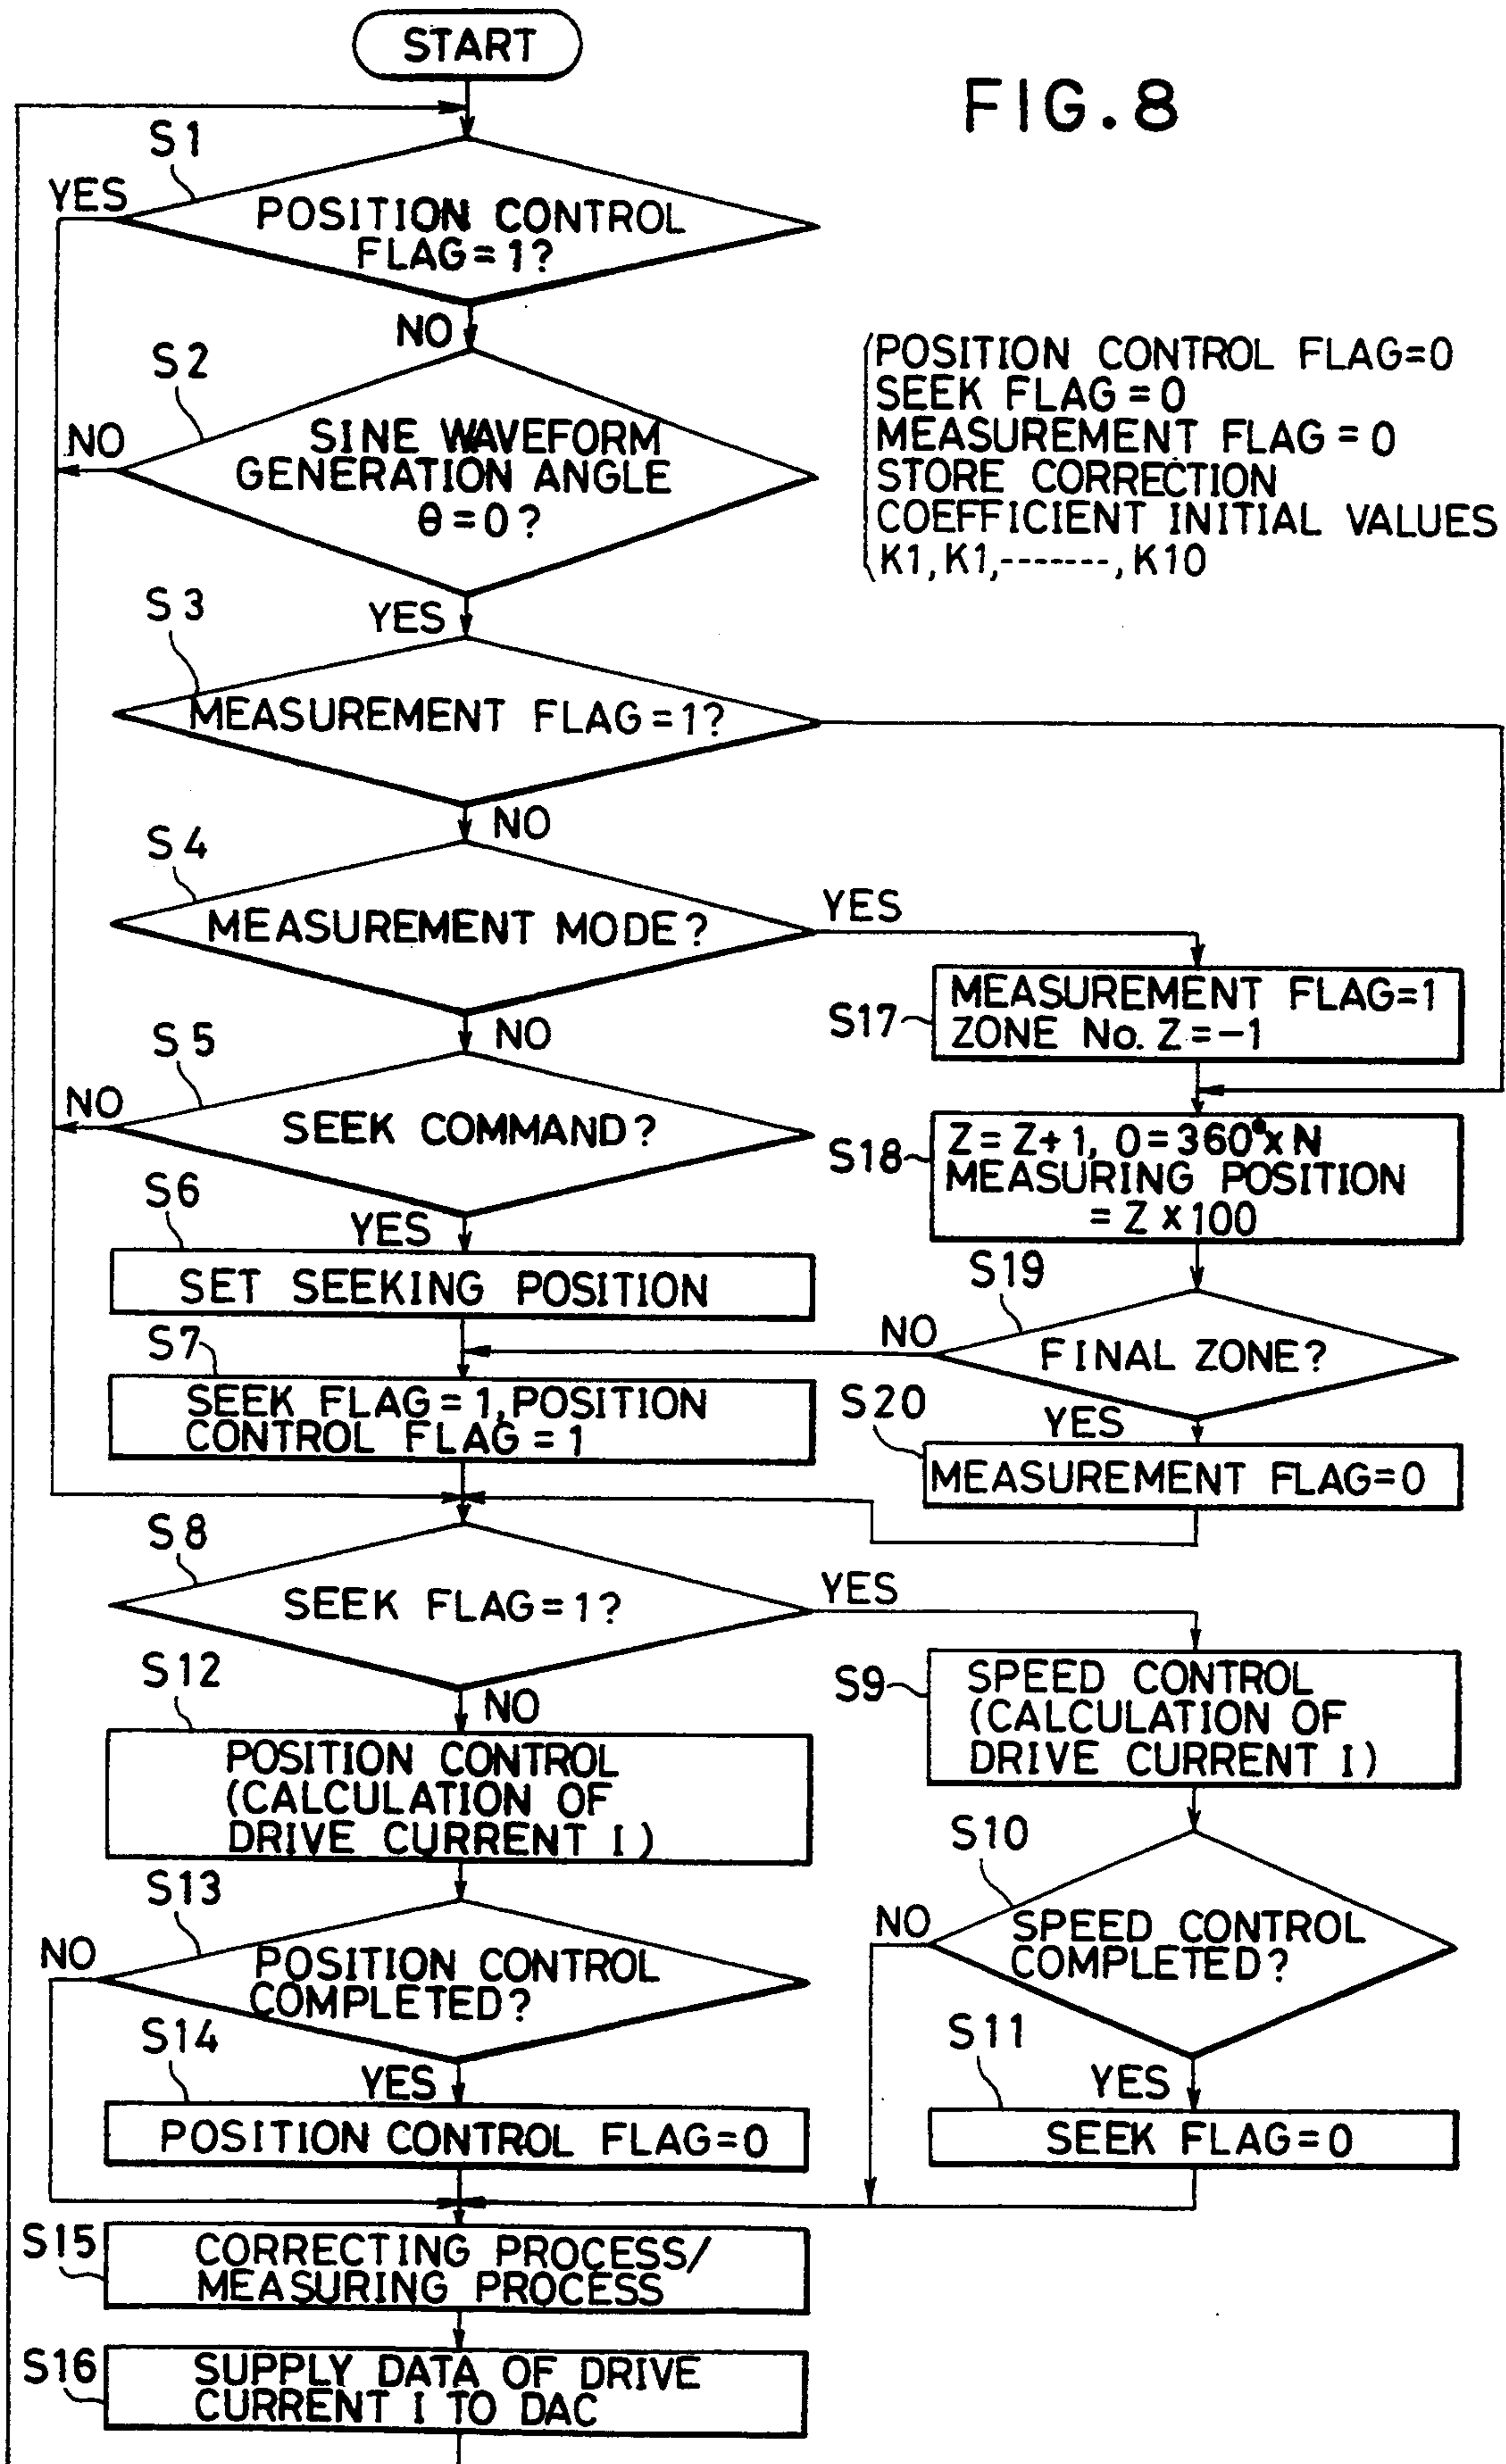 START
FIG.8
S1
YES
POSITION CONTROL
FLAG=1?
NO
POSITION CONTROL FLAG=0
SEEK FLAG=0
MEASUREMENT FLAG=0
STORE CORRECTION
COEFFICIENT INITIAL VALUES
K1, K1,-------, K10
S2
NO
SINE WAVEFORM
GENERATION ANGLE
θ=0?
YES
S3
MEASUREMENT FLAG=1?
NO
S4
MEASUREMENT MODE?
YES
NO
S17
MEASUREMENT FLAG=1
ZONE No. Z=-1
S5
NO
SEEK COMMAND?
YES
S18
Z=Z+1, 0=360°xN
MEASURING POSITION
=Z x 100
S6
SET SEEKING POSITION
S19
NO
FINAL ZONE?
YES
S7
SEEK FLAG=1,POSITION
CONTROL FLAG=1
S20
MEASUREMENT FLAG=0
S8
SEEK FLAG=1?
YES
NO
S9
SPEED CONTROL
(CALCULATION OF
DRIVE CURRENT I)
S12
POSITION CONTROL
(CALCULATION OF
DRIVE CURRENT I)
S10
NO
SPEED CONTROL
COMPLETED?
YES
S13
NO
POSITION CONTROL
COMPLETED?
YES
S11
SEEK FLAG=0
S14
POSITION CONTROL FLAG=0
S15
CORRECTING PROCESS/
MEASURING PROCESS
S16
SUPPLY DATA OF DRIVE
CURRENT I TO DAC